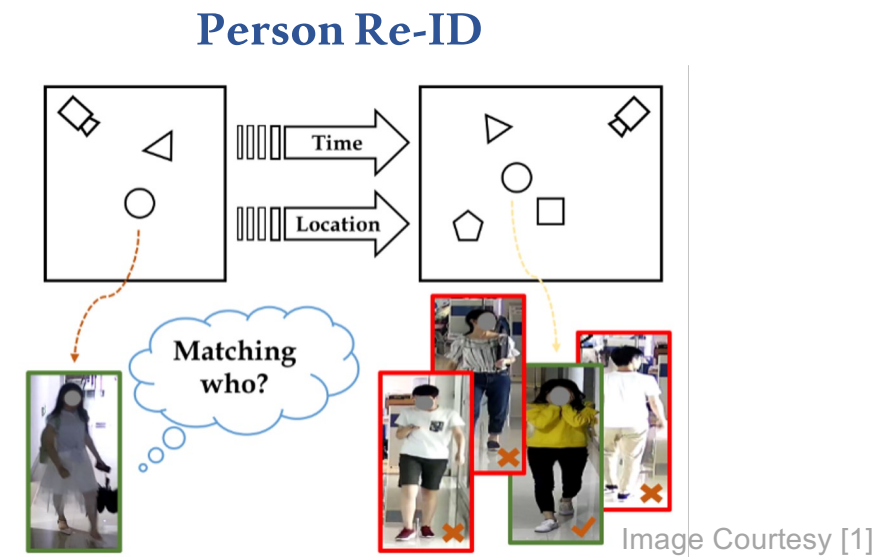 Person Re-ID
Time
Location
Matching
who?
Image Courtesy [1]